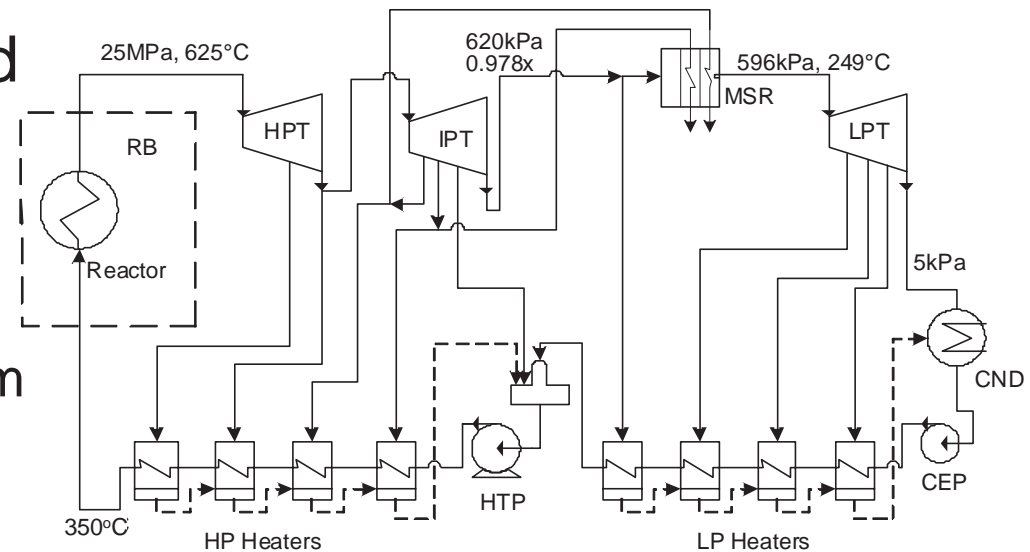 d
m
25MPa, 625°C
RB
Reactor
350°C
HPT
IPT
620kPa
0.978x
MSR
596kPa, 249°C
LPT
5kPa
CND
CEP
HTP
HP Heaters
LP Heaters